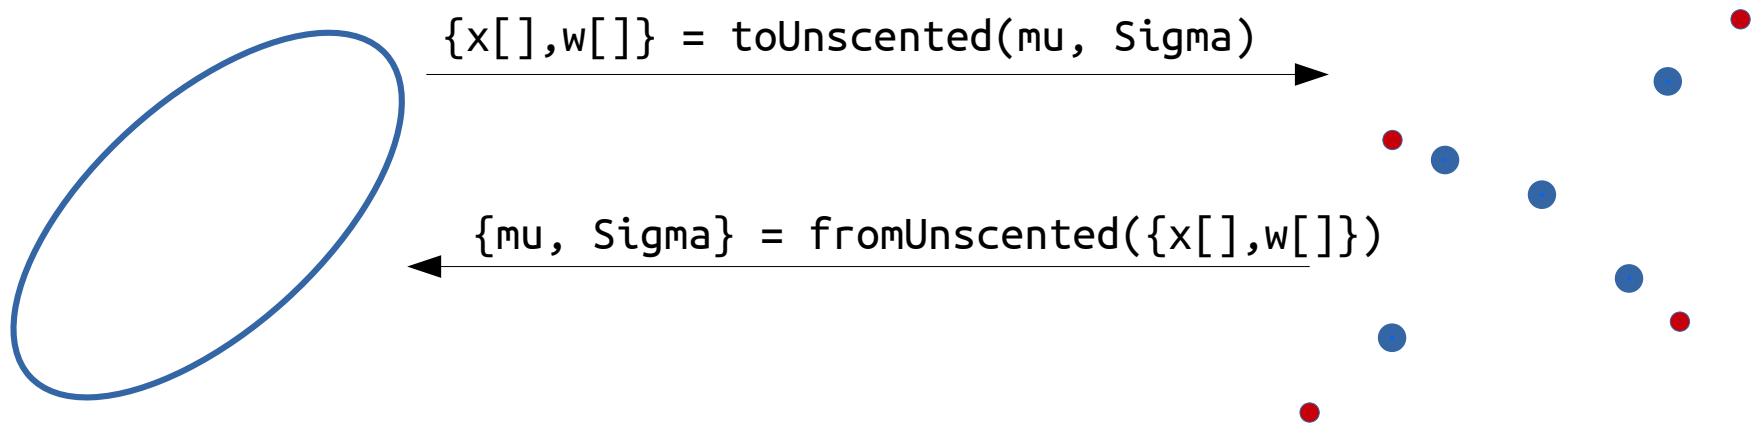 {x[],w[]} = toUnscented(mu, Sigma)
{mu, Sigma} = fromUnscented({x[],w[]})